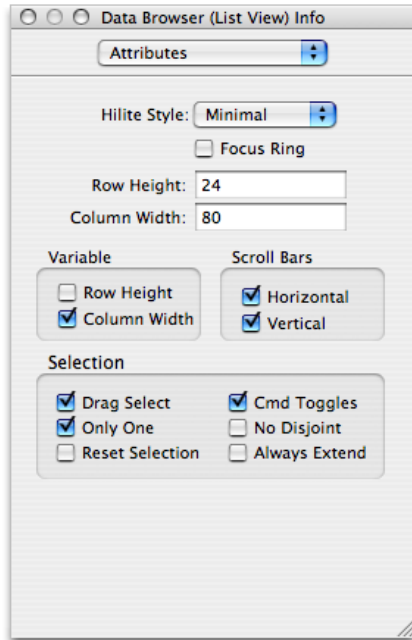 Data Browser (List View) Info
Attributes
Hilite Style: Minimal
Focus Ring
Row Height: 24
Column Width: 80
Variable
Row Height
Column Width
Scroll Bars
Horizontal
Vertical
Selection
Drag Select
Only One
Reset Selection
Cmd Toggles
No Disjoint
Always Extend